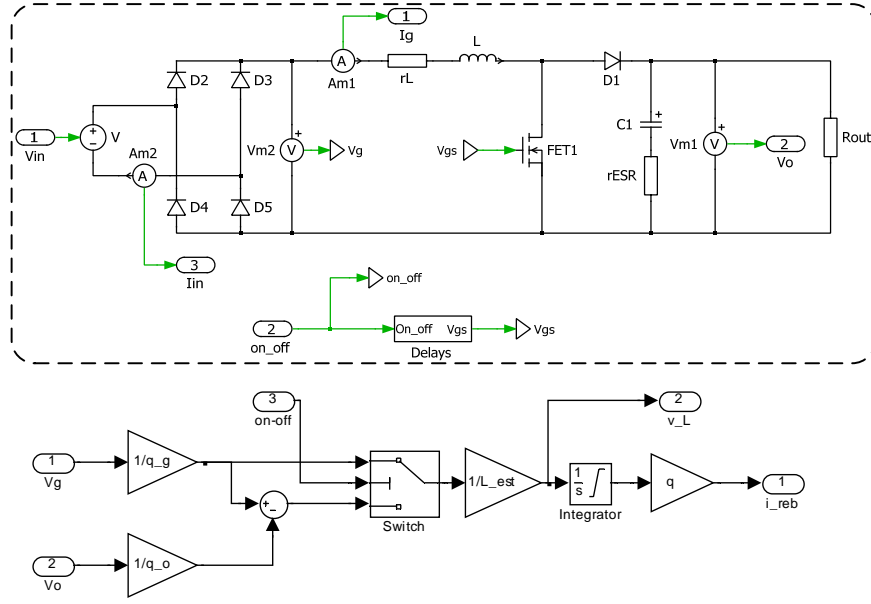 1
Ig
A
Am1
rL
L
D1
D2
D3
1
Vin
+
−
V
Am2
A
Vm2
+
V
Vg
Vgs
FET1
C1
+
rESR
Vm1
+
V
2
Vo
Rout
D4
D5
3
Iin
on_off
2
on_off
On_off Vgs
Delays
Vgs
3
on-off
2
v_L
1
Vg
1/q_g
+
−
Switch
1/L_est
1
s
Integrator
q
1
i_reb
2
Vo
1/q_o